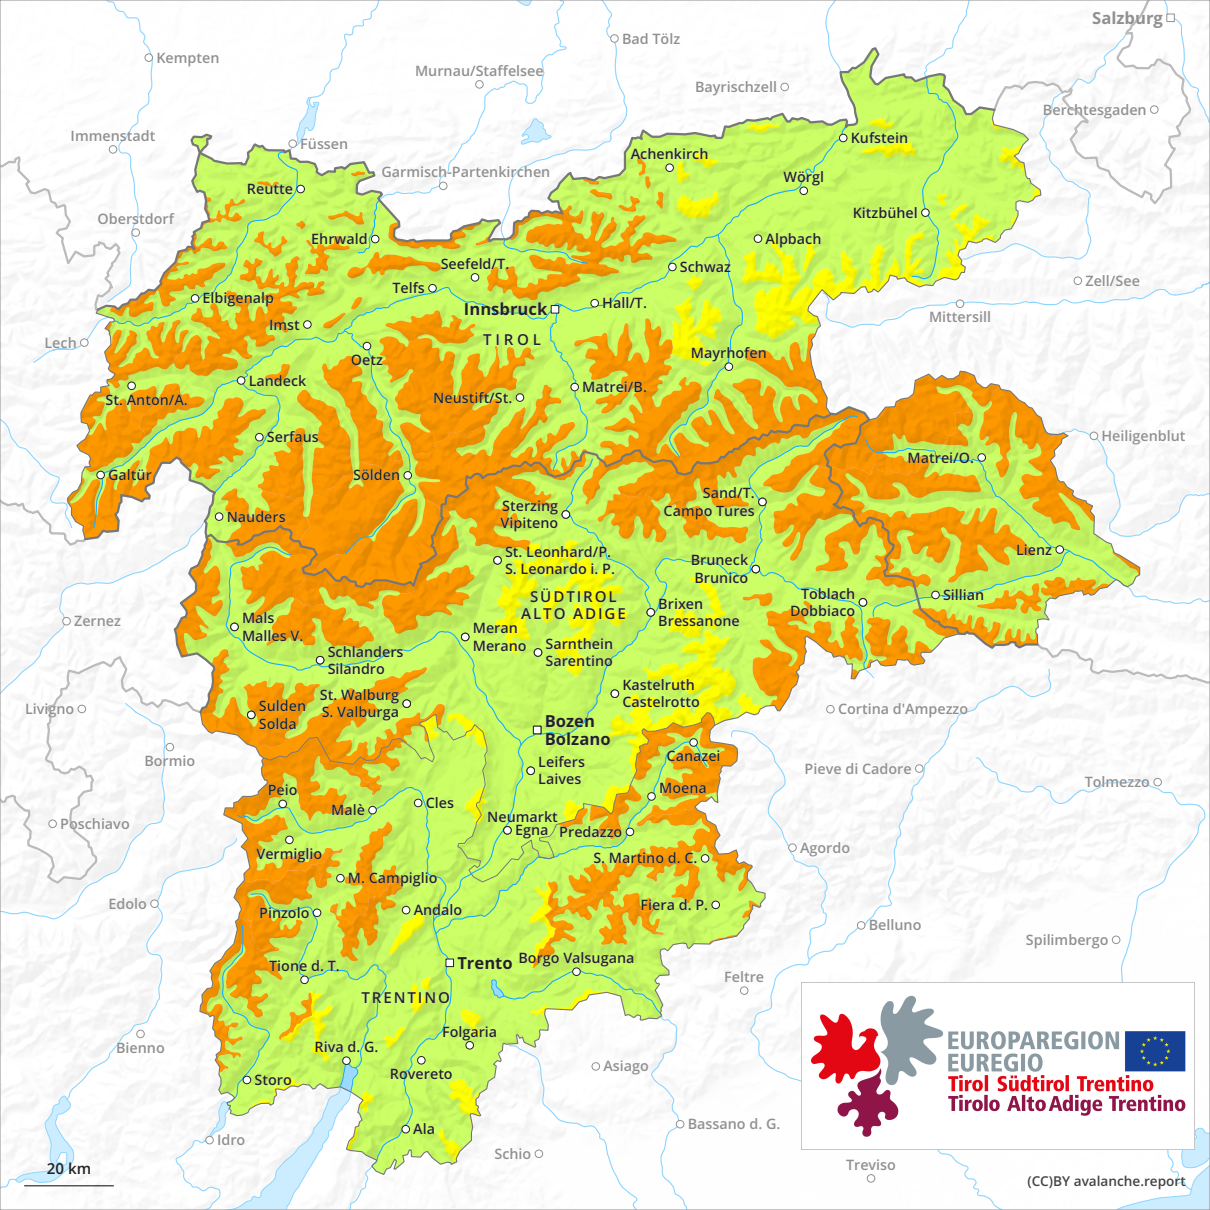 Salzburg
Bad Tölz
Kempten
Murnau/Staffelsee
Bayrischzell
Berchtesgaden
Immenstadt
Füssen
Kufstein
Achenkirch
Garmisch-Partenkirchen
Wörgl
Reutte
Oberstdorf
Kitzbühel
Ehrwald
Alpbach
Seefeld/T.
Schwaz
Zell/See
Telfs
Elbigenalp
Hall/T.
Innsbruck
Mittersill
Imst
TIROL
Lech
Mayrhofen
Oetz
Landeck
Matrei/B.
St. Anton/A.
Neustift/St.
Serfaus
Heiligenblut
Matrei/O.
Galtür
Sölden
Sand/T.
Campo Tures
Sterzing
Vipiteno
Nauders
Lienz
St. Leonhard/P.
S. Leonardo i. P.
Bruneck
Brunico
SÜDTIROL
ALTO ADIGE
Toblach
Dobbiaco
Sillian
Brixen
Bressanone
Zernez
Mals
Malles V.
Meran
Merano
Sarnthein
Sarentino
Schlanders
Silandro
Kastelruth
Castelrotto
St. Walburg
S. Valburga
Livigno
Sulden
Solda
Cortina d'Ampezzo
Bozen
Bolzano
Bormio
Canazei
Leifers
Laives
Pieve di Cadore
Tolmezzo
Peio
Moena
Malè
Cles
Neumarkt
Egna
Predazzo
Poschiavo
Vermiglio
Agordo
S. Martino d. C.
M. Campiglio
Edolo
Pinzolo
Andalo
Fiera d. P.
Belluno
Spilimbergo
Trento
Borgo Valsugana
Tione d. T.
Feltre
TRENTINO
Folgaria
Bienno
Riva d. G.
EUROPAREGION
EUREGIO
Tirol Südtirol Trentino
Tirolo Alto Adige Trentino
Rovereto
Asiago
Storo
Bassano d. G.
Ala
Idro
Schio
Treviso
20 km
(CC)BY avalanche.report